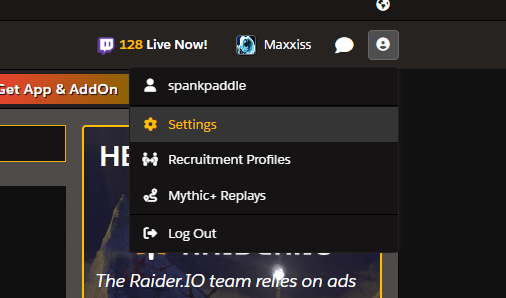 128 Live Now!
Maxxiss
Get App & AddOn
spankpaddle
Settings
Recruitment Profiles
Mythic+ Replays
Log Out
The Raider.IO team relies on ads